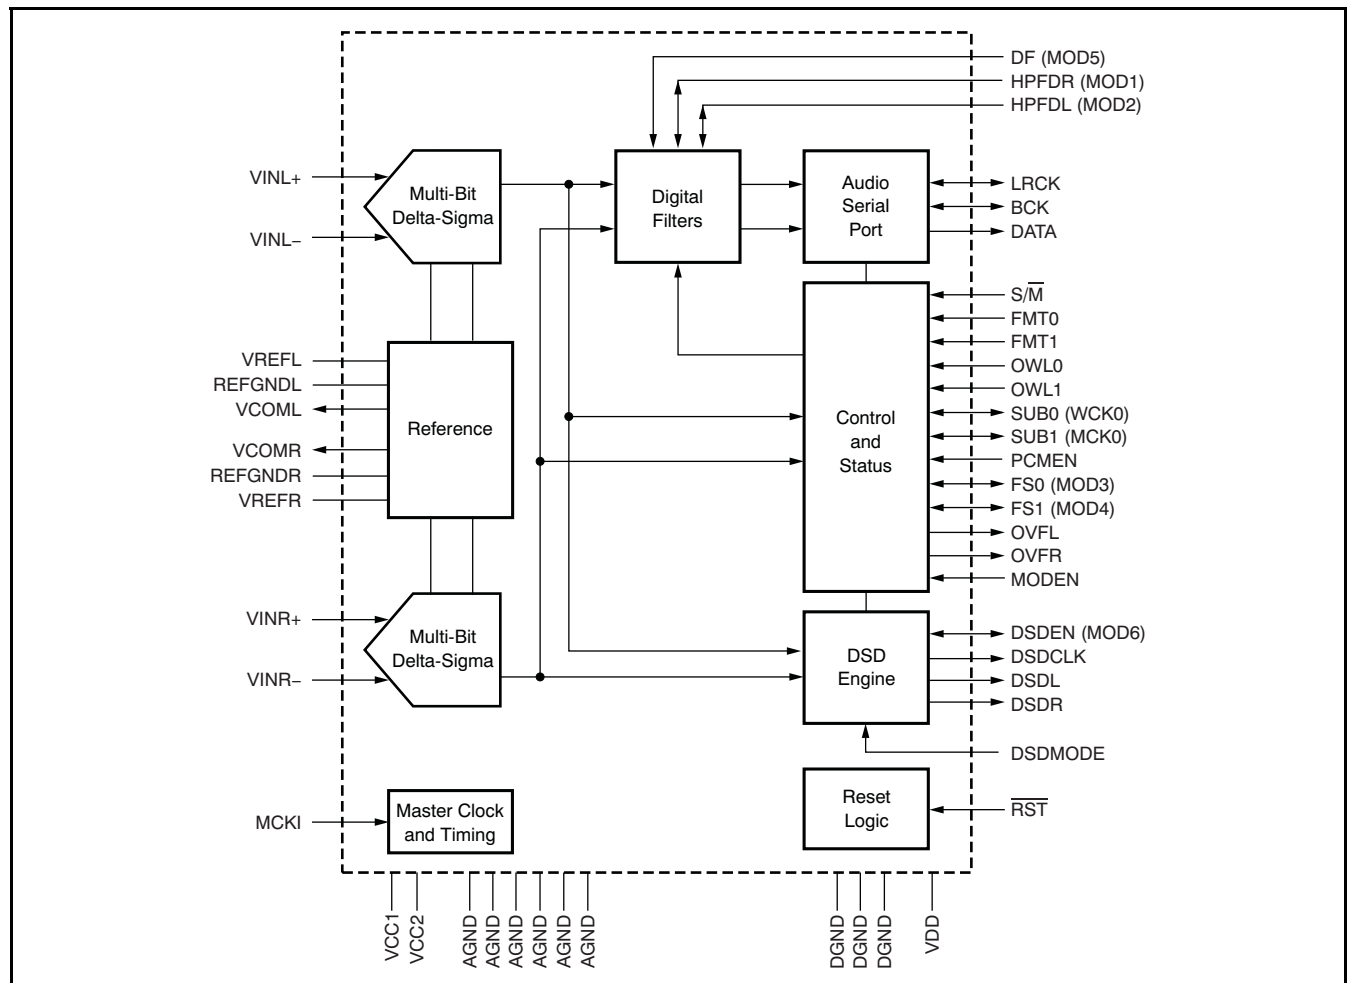 DF (MOD5)
HPFDR (MOD1)
HPFDL (MOD2)
VINL+
VINL−
Multi-Bit
Delta-Sigma
Digital
Filters
Audio
Serial
Port
LRCK
BCK
DATA
VREFL
REFGNDL
VCOML
VCOMR
REFGNDR
VREFR
Reference
Control
and
Status
S/M̅
FMT0
FMT1
OWL0
OWL1
SUB0 (WCK0)
SUB1 (MCK0)
PCMEN
FS0 (MOD3)
FS1 (MOD4)
OVFL
OVFR
MODEN
VINR+
VINR−
Multi-Bit
Delta-Sigma
DSD
Engine
DSDEN (MOD6)
DSDCLK
DSDL
DSDR
DSDMODE
MCKI
Master Clock
and Timing
Reset
Logic
R̅S̅T̅
VCC1
VCC2
AGND
AGND
AGND
AGND
AGND
AGND
DGND
DGND
DGND
VDD